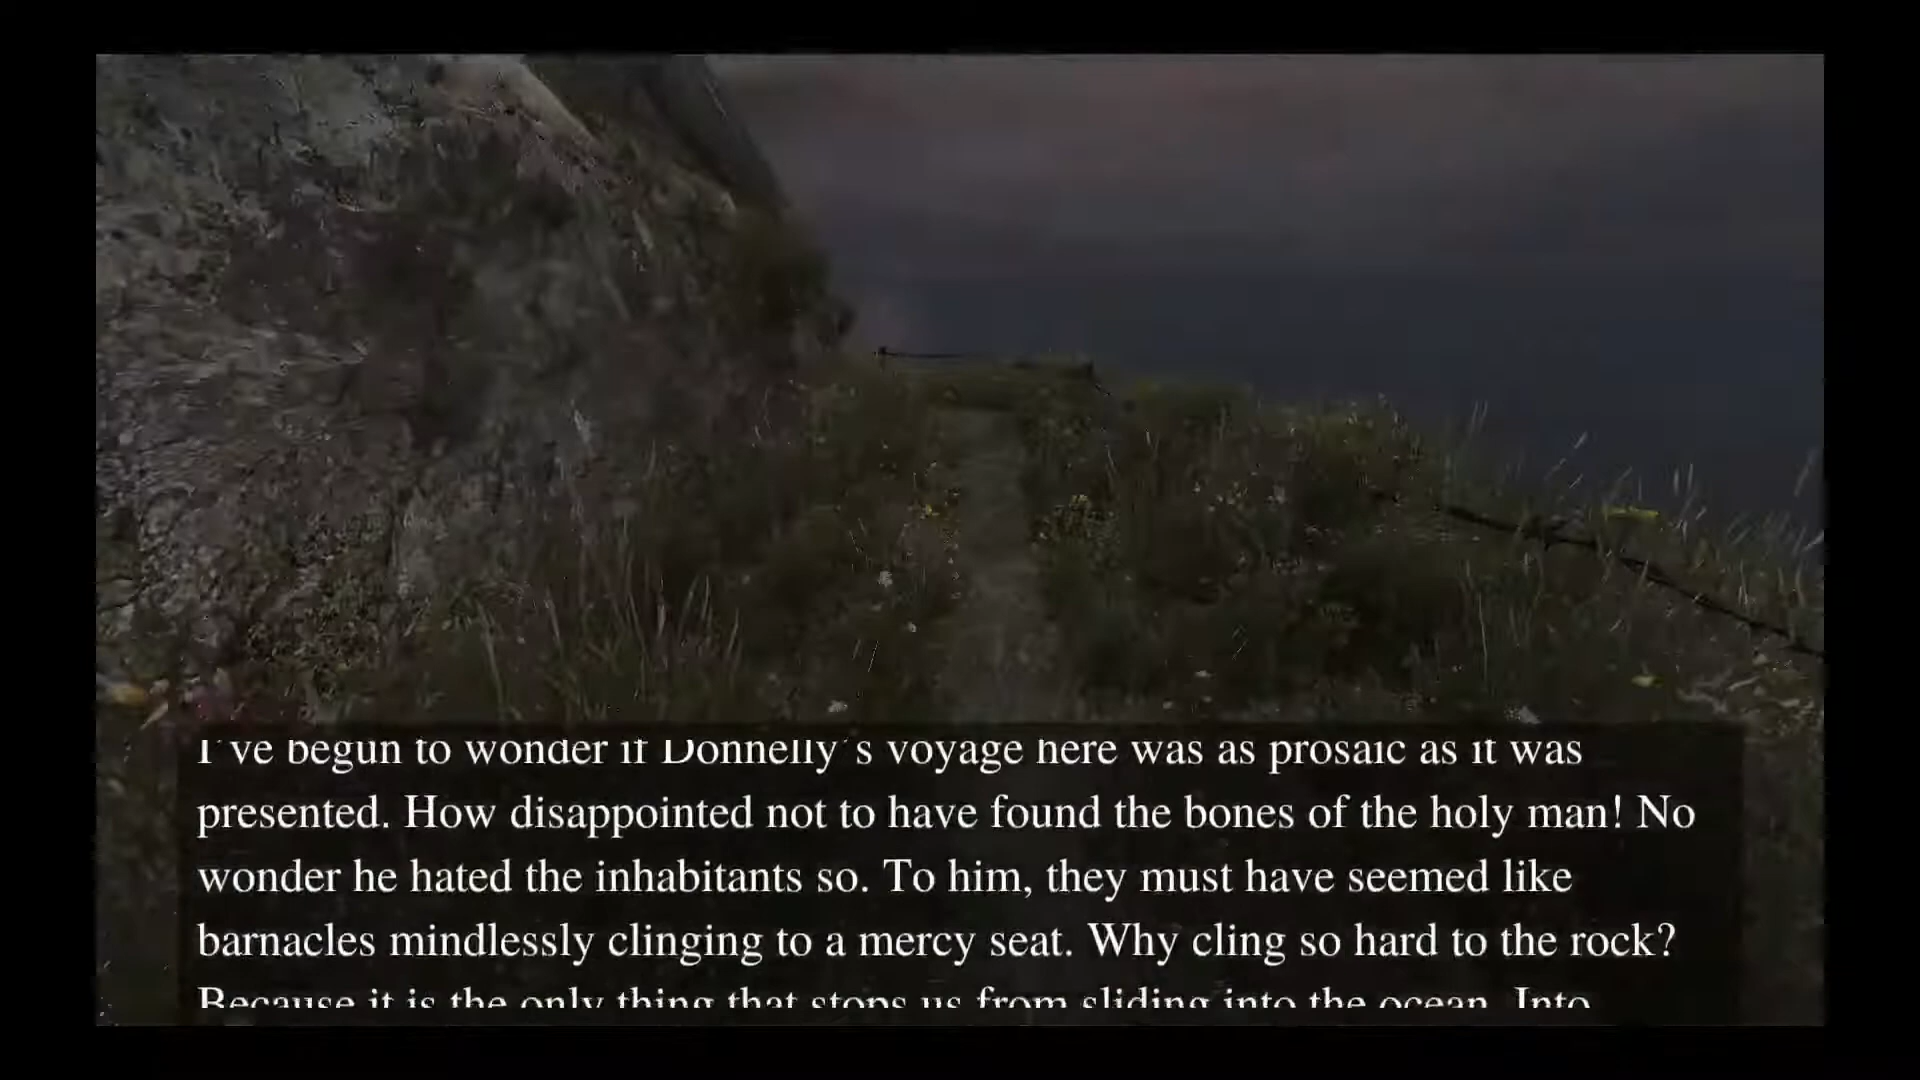 I've begun to wonder if Donnelly's voyage here was as prosaic as it was
presented. How disappointed not to have found the bones of the holy man! No
wonder he hated the inhabitants so. To him, they must have seemed like
barnacles mindlessly clinging to a mercy seat. Why cling so hard to the rock?
Because it is the only thing that stops us from sliding into the ocean. Into